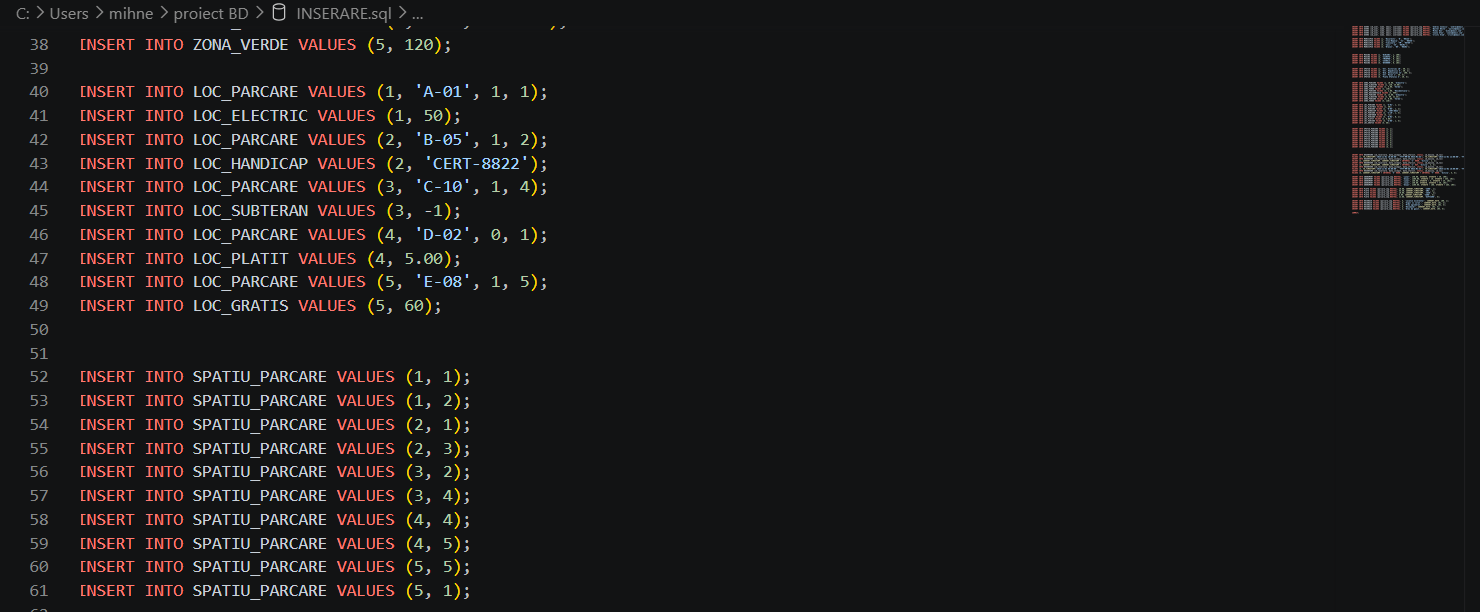 C: > Users > mihne > proiect BD > INSERARE.sql > ...
38 INSERT INTO ZONA_VERDE VALUES (5, 120);
39
40 INSERT INTO LOC_PARCARE VALUES (1, 'A-01', 1, 1);
41 INSERT INTO LOC_ELECTRIC VALUES (1, 50);
42 INSERT INTO LOC_PARCARE VALUES (2, 'B-05', 1, 2);
43 INSERT INTO LOC_HANDICAP VALUES (2, 'CERT-8822');
44 INSERT INTO LOC_PARCARE VALUES (3, 'C-10', 1, 4);
45 INSERT INTO LOC_SUBTERAN VALUES (3, -1);
46 INSERT INTO LOC_PARCARE VALUES (4, 'D-02', 0, 1);
47 INSERT INTO LOC_PLATIT VALUES (4, 5.00);
48 INSERT INTO LOC_PARCARE VALUES (5, 'E-08', 1, 5);
49 INSERT INTO LOC_GRATIS VALUES (5, 60);
50
51
52 INSERT INTO SPATIU_PARCARE VALUES (1, 1);
53 INSERT INTO SPATIU_PARCARE VALUES (1, 2);
54 INSERT INTO SPATIU_PARCARE VALUES (2, 1);
55 INSERT INTO SPATIU_PARCARE VALUES (2, 3);
56 INSERT INTO SPATIU_PARCARE VALUES (3, 2);
57 INSERT INTO SPATIU_PARCARE VALUES (3, 4);
58 INSERT INTO SPATIU_PARCARE VALUES (4, 4);
59 INSERT INTO SPATIU_PARCARE VALUES (4, 5);
60 INSERT INTO SPATIU_PARCARE VALUES (5, 5);
61 INSERT INTO SPATIU_PARCARE VALUES (5, 1);